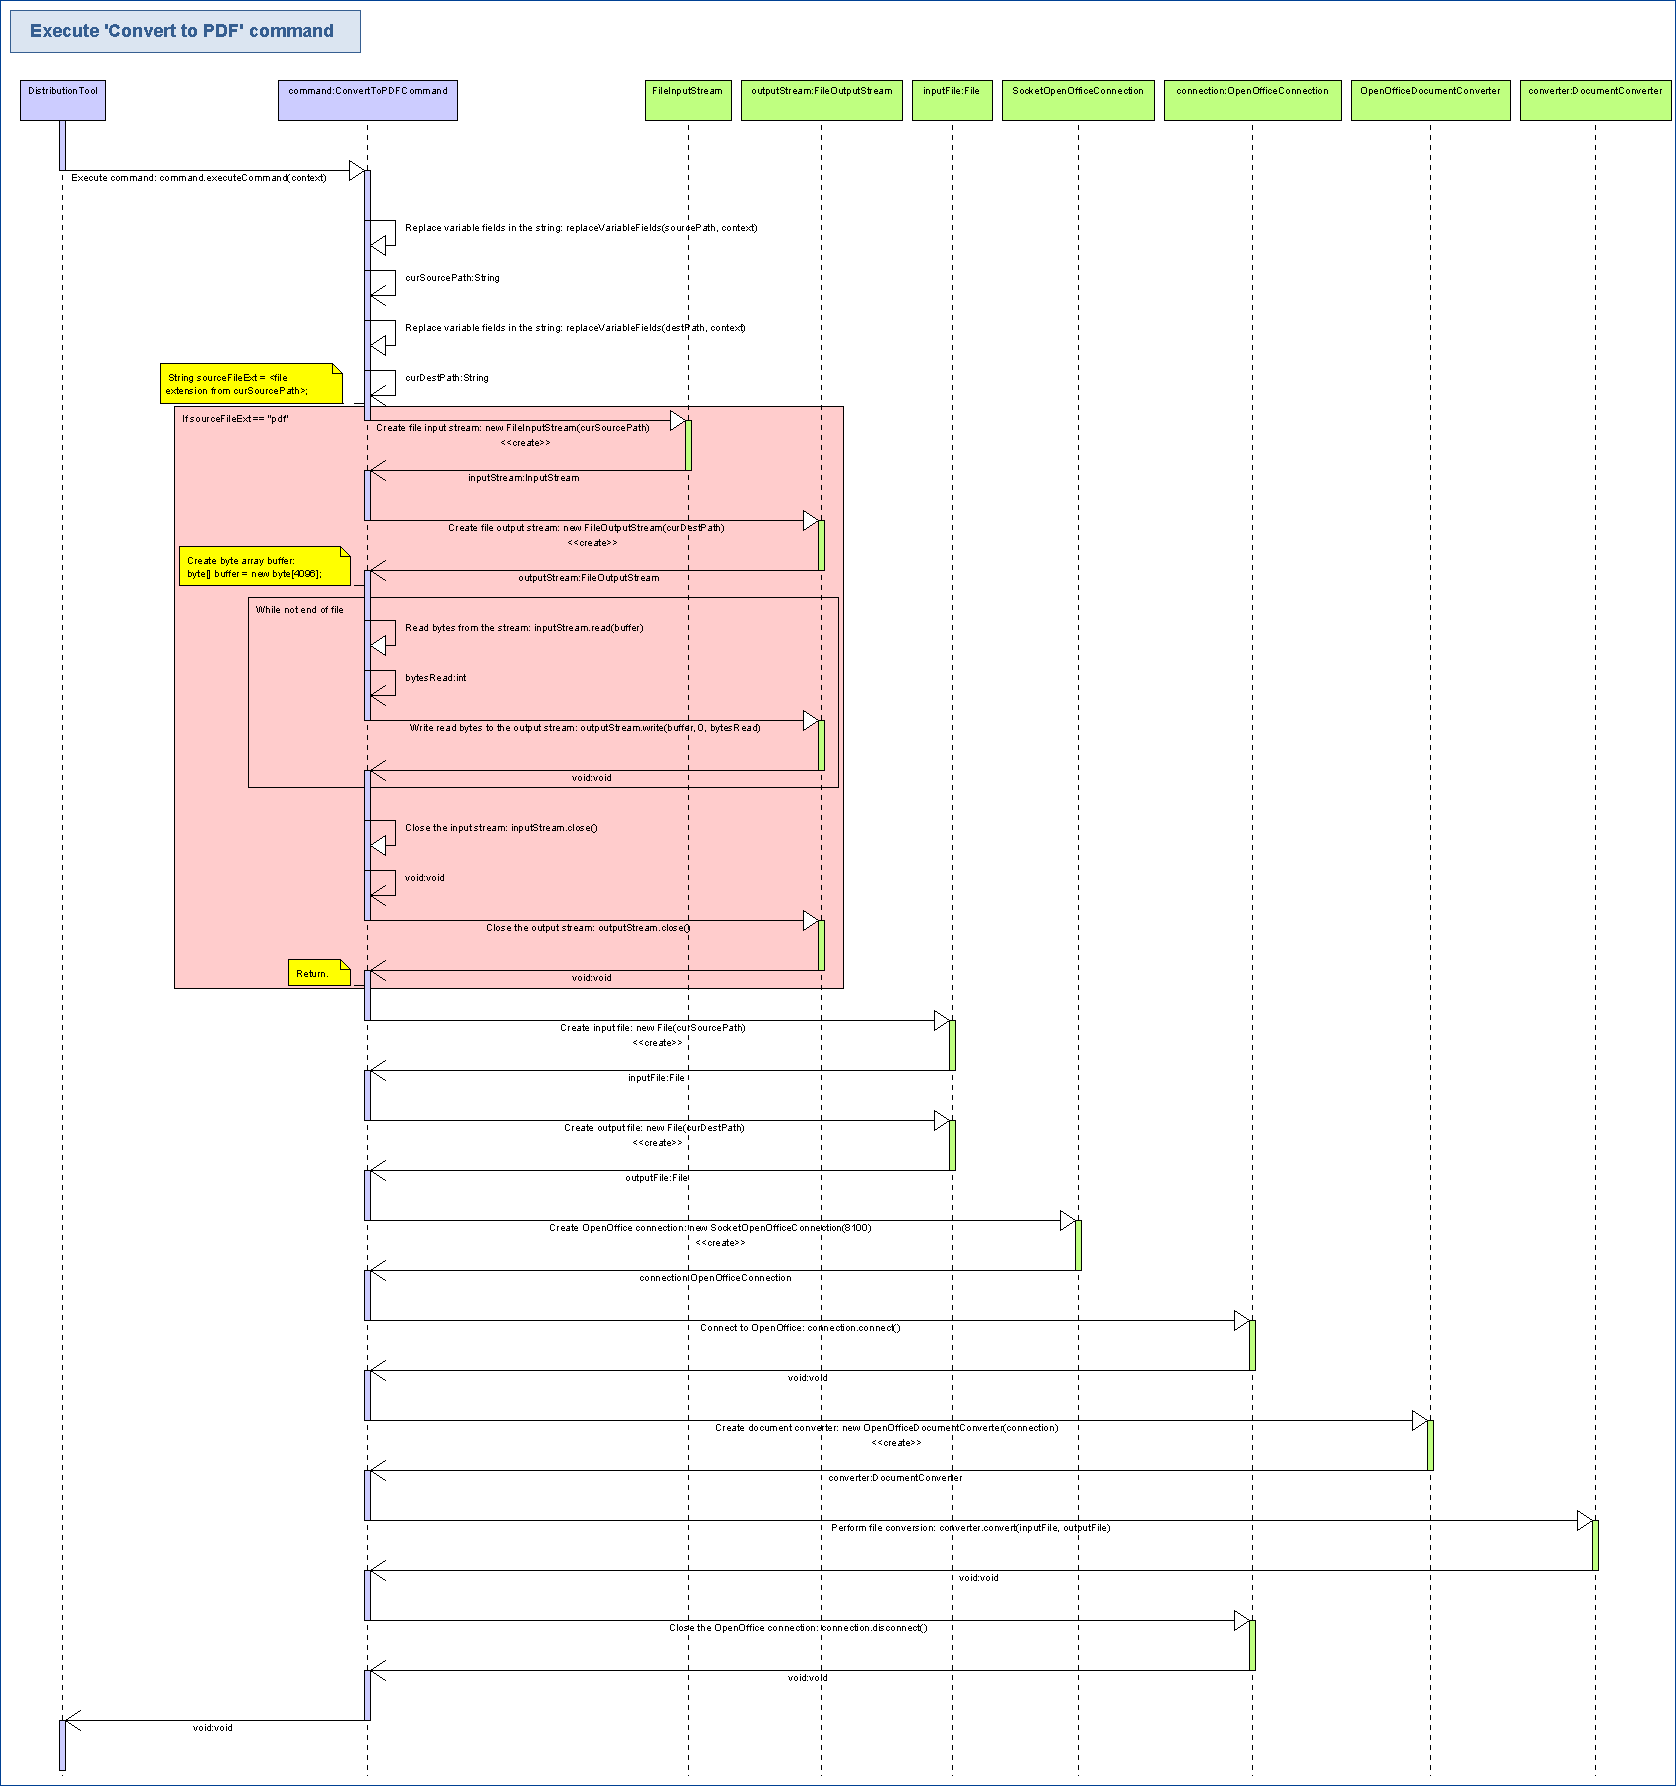 Execute 'Convert to PDF' command
DistributionTool
command:ConvertToPDFCommand
FileInputStream
outputStream:FileOutputStream
inputFile:File
SocketOpenOfficeConnection
connection:OpenOfficeConnection
OpenOfficeDocumentConverter
converter:DocumentConverter
Execute command: command.executeCommand(context)
Replace variable fields in the string: replaceVariableFields(sourcePath, context)
curSourcePath:String
Replace variable fields in the string: replaceVariableFields(destPath, context)
String sourceFileExt = <file
extension from curSourcePath>;
curDestPath:String
If sourceFileExt == "pdf"
Create file input stream: new FileInputStream(curSourcePath)
<<create>>
inputStream:InputStream
Create file output stream: new FileOutputStream(curDestPath)
<<create>>
Create byte array buffer:
byte[] buffer = new byte[4096];
outputStream:FileOutputStream
While not end of file
Read bytes from the stream: inputStream.read(buffer)
bytesRead:int
Write read bytes to the output stream: outputStream.write(buffer, 0, bytesRead)
void:void
Close the input stream: inputStream.close()
void:void
Close the output stream: outputStream.close()
Return.
void:void
Create input file: new File(curSourcePath)
<<create>>
inputFile:File
Create output file: new File(curDestPath)
<<create>>
outputFile:File
Create OpenOffice connection: new SocketOpenOfficeConnection(8100)
<<create>>
connection:OpenOfficeConnection
Connect to OpenOffice: connection.connect()
void:void
Create document converter: new OpenOfficeDocumentConverter(connection)
<<create>>
converter:DocumentConverter
Perform file conversion: converter.convert(inputFile, outputFile)
void:void
Close the OpenOffice connection: connection.disconnect()
void:void
void:void